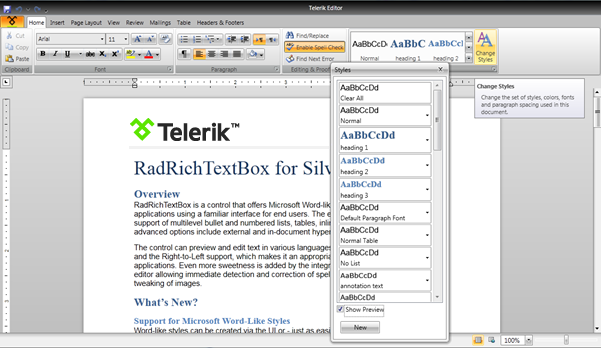 Telerik Editor
Home Insert Page Layout View Review Mailings Table Headers & Footers
Cut
Copy
Paste
Clipboard
Arial 11
Font
Paragraph
Find/Replace
Enable Spell Check
Find Next Error
Editing & Proofing
AaBbCcDc AaBbC AaBbCcl
Normal heading 1 heading 2
Change
Styles
Styles
AaBbCcDd
Clear All
AaBbCcDd
Normal
AaBbCcDd
heading 1
AaBbCcDd
heading 2
AaBbCcDd
heading 3
AaBbCcDd
Default Paragraph Font
AaBbCcDd
Normal Table
AaBbCcDd
No List
AaBbCcDd
annotation text
AaBbCcDd
Show Preview
New
Change Styles
Change the set of styles, colors, fonts
and paragraph spacing used in this
document.
Telerik™
RadRichTextBox for Silv
Overview
RadRichTextBox is a control that offers Microsoft Word-lik
applications using a familiar interface for end users. The e
support of multilevel bullet and numbered lists, tables, inlin
advanced options include external and in-document hyper
The control can preview and edit text in various languages
and the Right-to-Left support, which makes it an appropria
applications. Even more sweetness is added by the integr
editor allowing immediate detection and correction of spell
tweaking of images.
What's New?
Support for Microsoft Word-Like Styles
Word-like styles can be created via the UI or - just as easi
100%